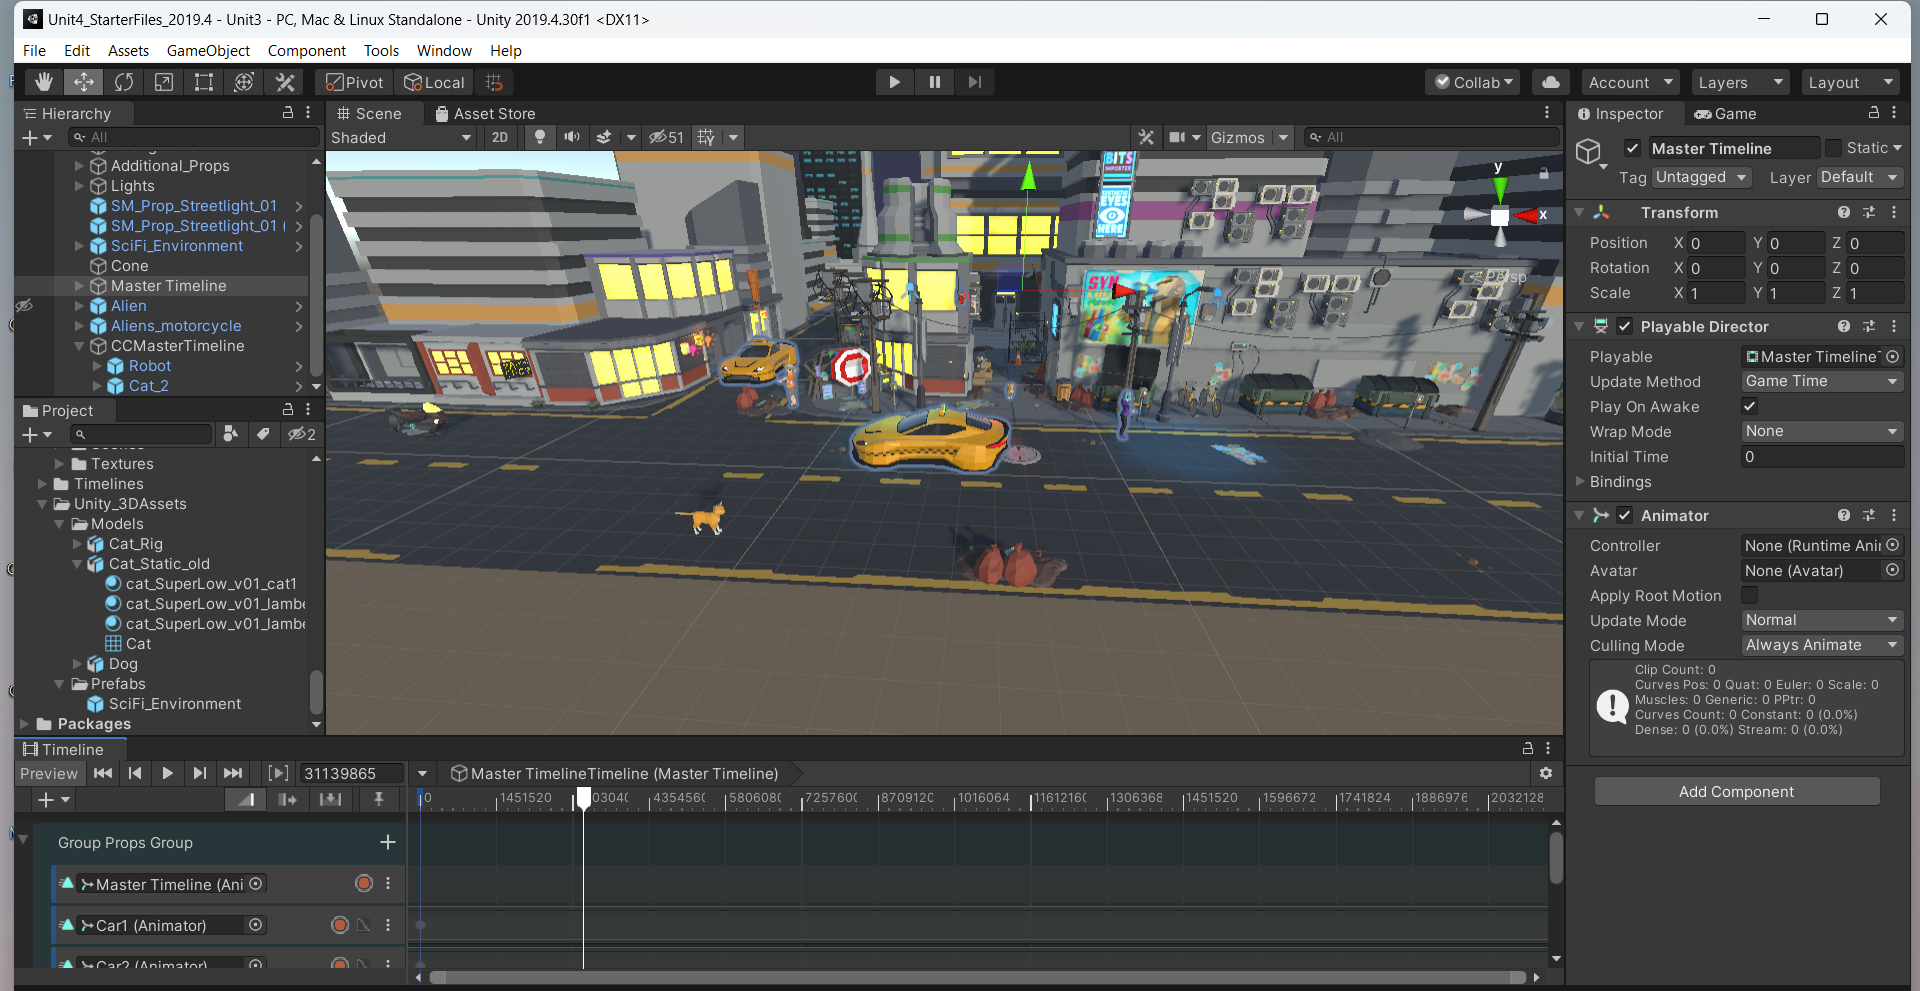 Unit4_StarterFiles_2019.4 - Unit3 - PC, Mac & Linux Standalone - Unity 2019.4.30f1 <DX11>
File Edit Assets GameObject Component Tools Window Help
Pivot Local Collab Account Layers Layout
Hierarchy
All
Additional_Props
Lights
SM_Prop_Streetlight_01
SM_Prop_Streetlight_01 (
SciFi_Environment
Cone
Master Timeline
Alien
Aliens_motorcycle
CCMasterTimeline
Robot
Cat_2
Project
2
Textures
Timelines
Unity_3DAssets
Models
Cat_Rig
Cat_Static_old
cat_SuperLow_v01_cat1
cat_SuperLow_v01_lambe
cat_SuperLow_v01_lambe
Cat
Dog
Prefabs
SciFi_Environment
Packages
Scene Asset Store
Shaded 2D 51 Gizmos All
BITS
IMPORTER
EYES
HERE
SYN
y
x
Persp
Inspector Game
Master Timeline Static
Tag Untagged Layer Default
Transform
Position X 0 Y 0 Z 0
Rotation X 0 Y 0 Z 0
Scale X 1 Y 1 Z 1
Playable Director
Playable Master Timeline
Update Method Game Time
Play On Awake
Wrap Mode None
Initial Time 0
Bindings
Animator
Controller None (Runtime Ani
Avatar None (Avatar)
Apply Root Motion
Update Mode Normal
Culling Mode Always Animate
Clip Count: 0
Curves Pos: 0 Quat: 0 Euler: 0 Scale: 0
Muscles: 0 Generic: 0 PPtr: 0
Curves Count: 0 Constant: 0 (0.0%)
Dense: 0 (0.0%) Stream: 0 (0.0%)
Add Component
Timeline
Preview 31139865 Master TimelineTimeline (Master Timeline)
0 1451520 03040 4354560 5806080 7257600 8709120 1016064 11612160 1306368 1451520 1596672 1741824 1886976 2032128
Group Props Group
Master Timeline (Ani
Car1 (Animator)
Car2 (Animator)